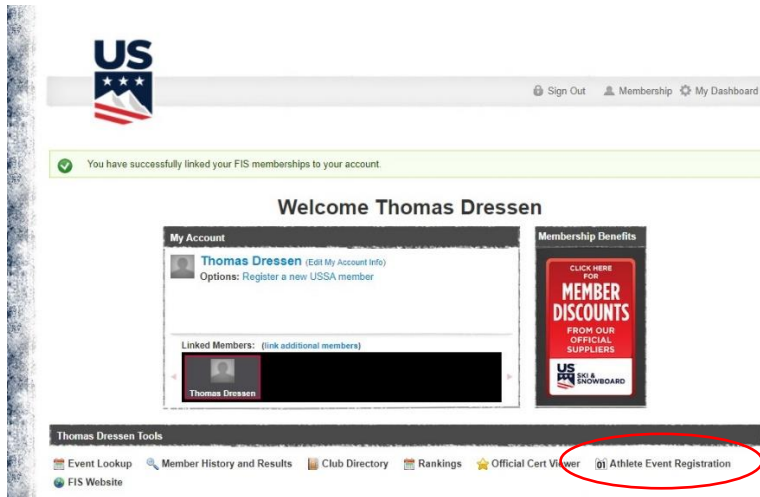 US
Sign Out Membership My Dashboard
You have successfully linked your FIS memberships to your account.
Welcome Thomas Dressen
My Account
Thomas Dressen (Edit My Account Info)
Options: Register a new USSA member
Linked Members: (link additional members)
Thomas Dressen
Membership Benefits
CLICK HERE
FOR
MEMBER
DISCOUNTS
FROM OUR
OFFICIAL
SUPPLIERS
US SKI &
SNOWBOARD
Thomas Dressen Tools
Event Lookup Member History and Results Club Directory Rankings Official Cert Viewer 01 Athlete Event Registration
FIS Website